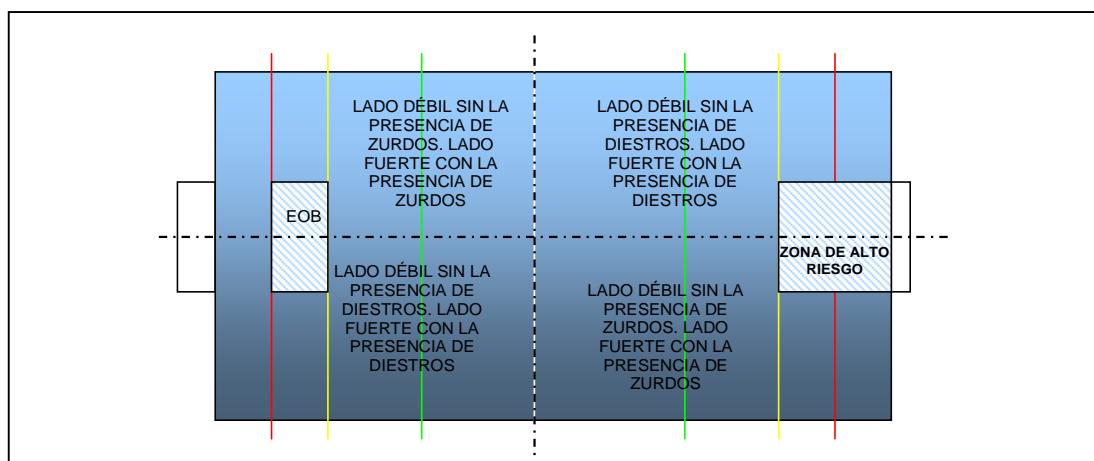 LADO DÉBIL SIN LA
PRESENCIA DE
ZURDOS. LADO
FUERTE CON LA
PRESENCIA DE
ZURDOS
LADO DÉBIL SIN LA
PRESENCIA DE
DIESTROS. LADO
FUERTE CON LA
PRESENCIA DE
DIESTROS
EOB
ZONA DE ALTO
RIESGO
LADO DÉBIL SIN LA
PRESENCIA DE
DIESTROS. LADO
FUERTE CON LA
PRESENCIA DE
DIESTROS
LADO DÉBIL SIN LA
PRESENCIA DE
ZURDOS. LADO
FUERTE CON LA
PRESENCIA DE
ZURDOS